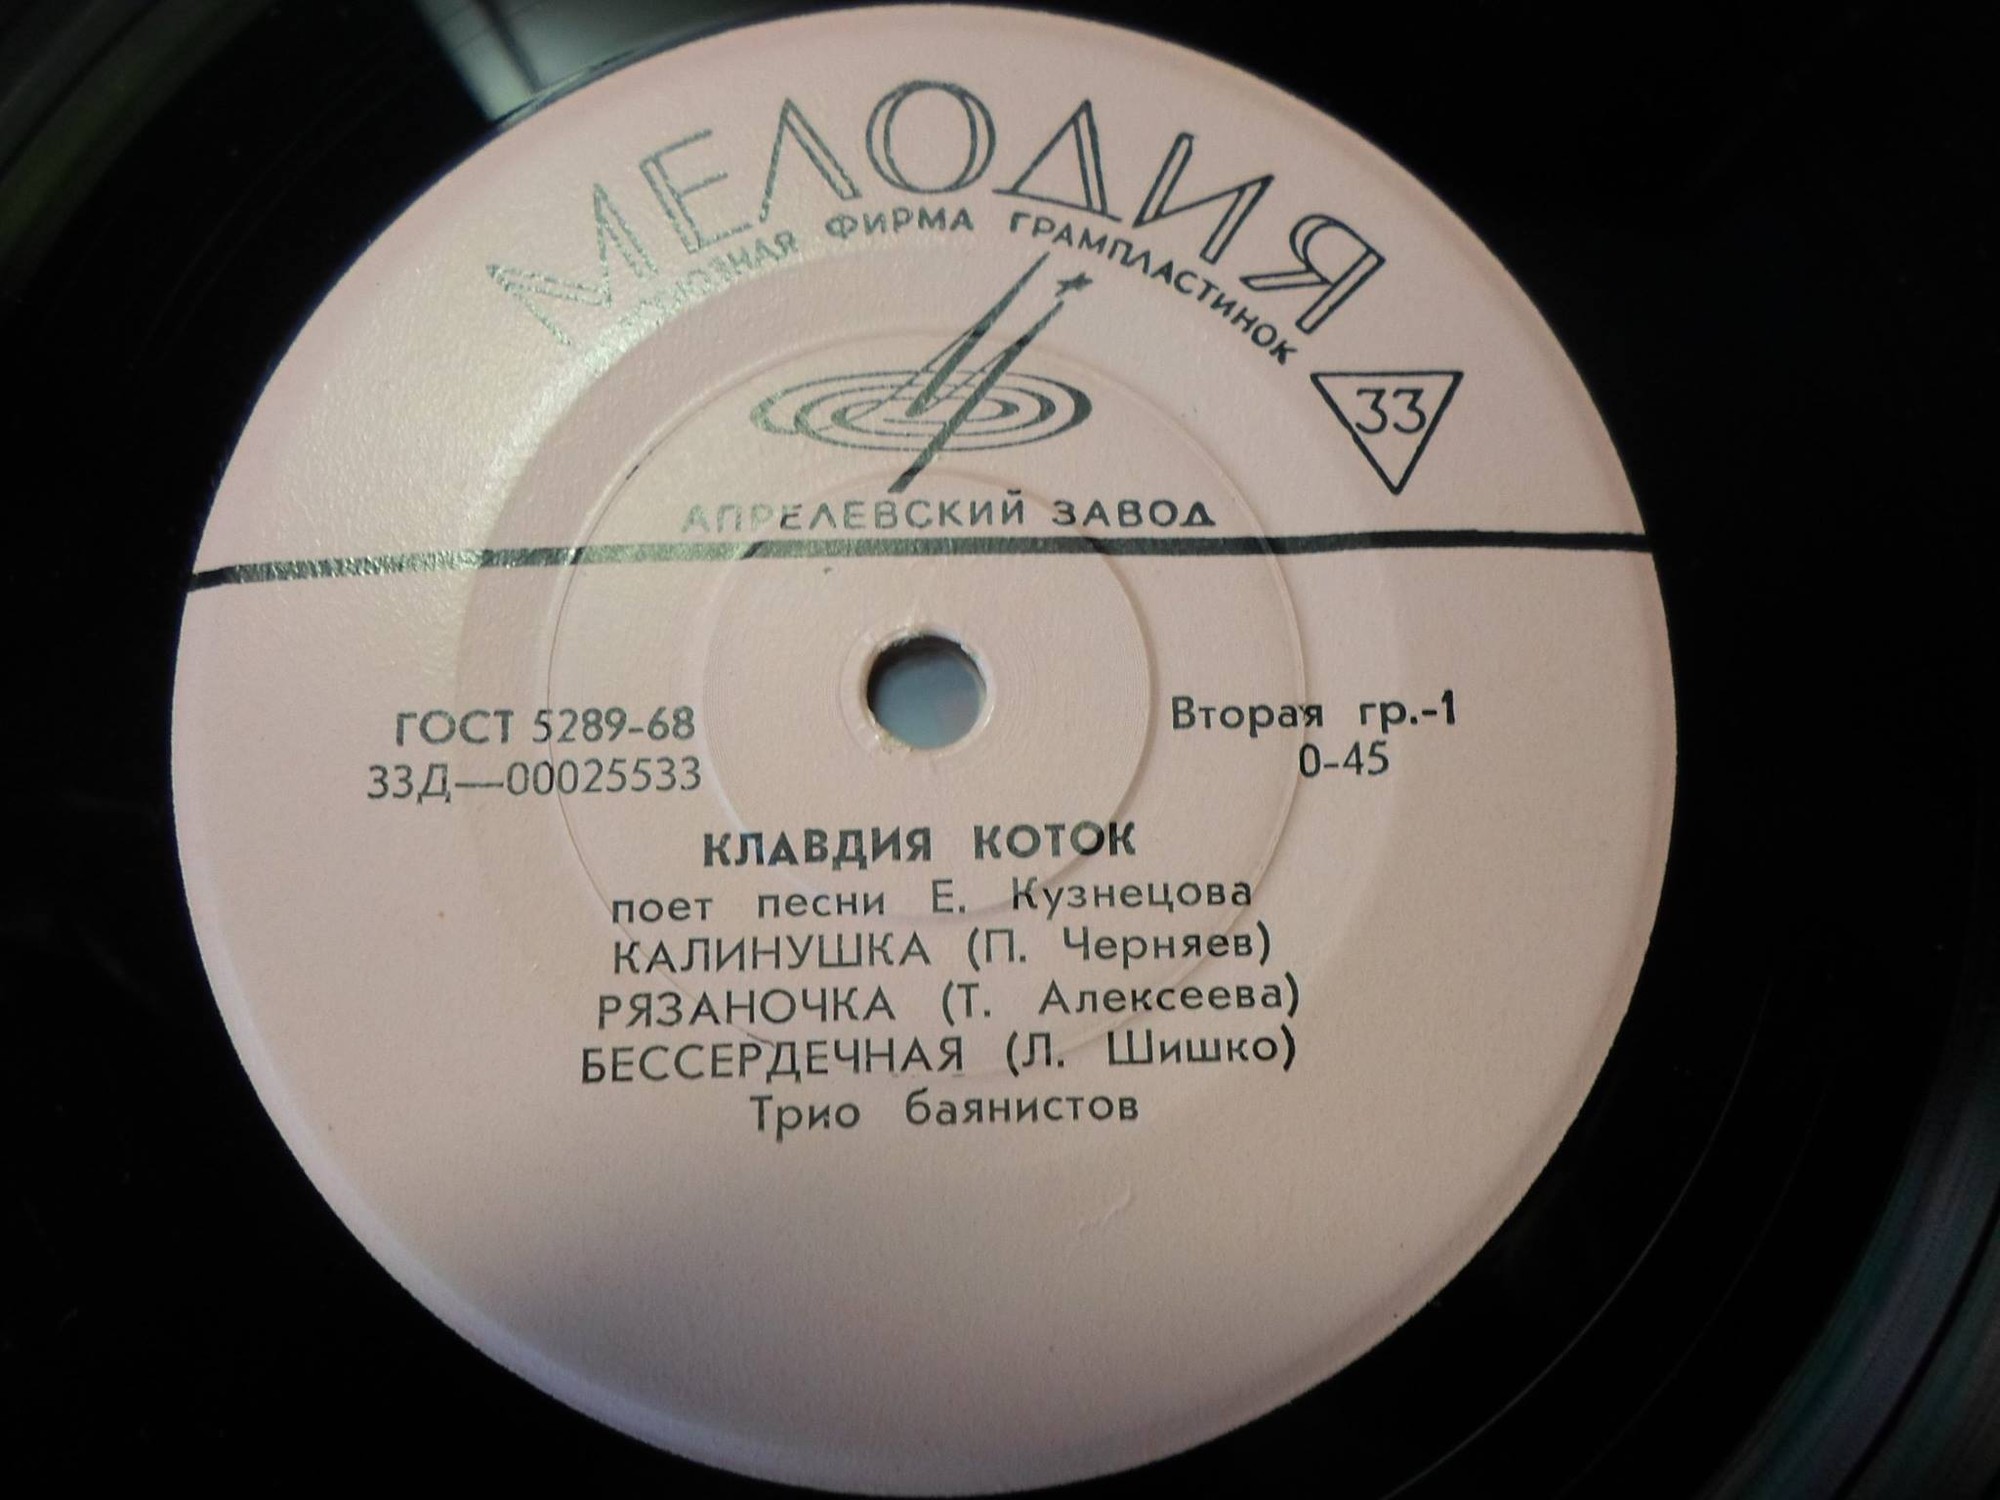 МЕЛОДИЯ
ФИРМА ГРАМПЛАСТИНОК
33
АПРЕЛЕВСКИЙ ЗАВОД
ГОСТ 5289-68
33Д—00025533
Вторая гр.-1
0-45
КЛАВДИЯ КОТОК
поет песни Е. Кузнецова
КАЛИНУШКА (П. Черняев)
РЯЗАНОЧКА (Т. Алексеева)
БЕССЕРДЕЧНАЯ (Л. Шишко)
Трио баянистов